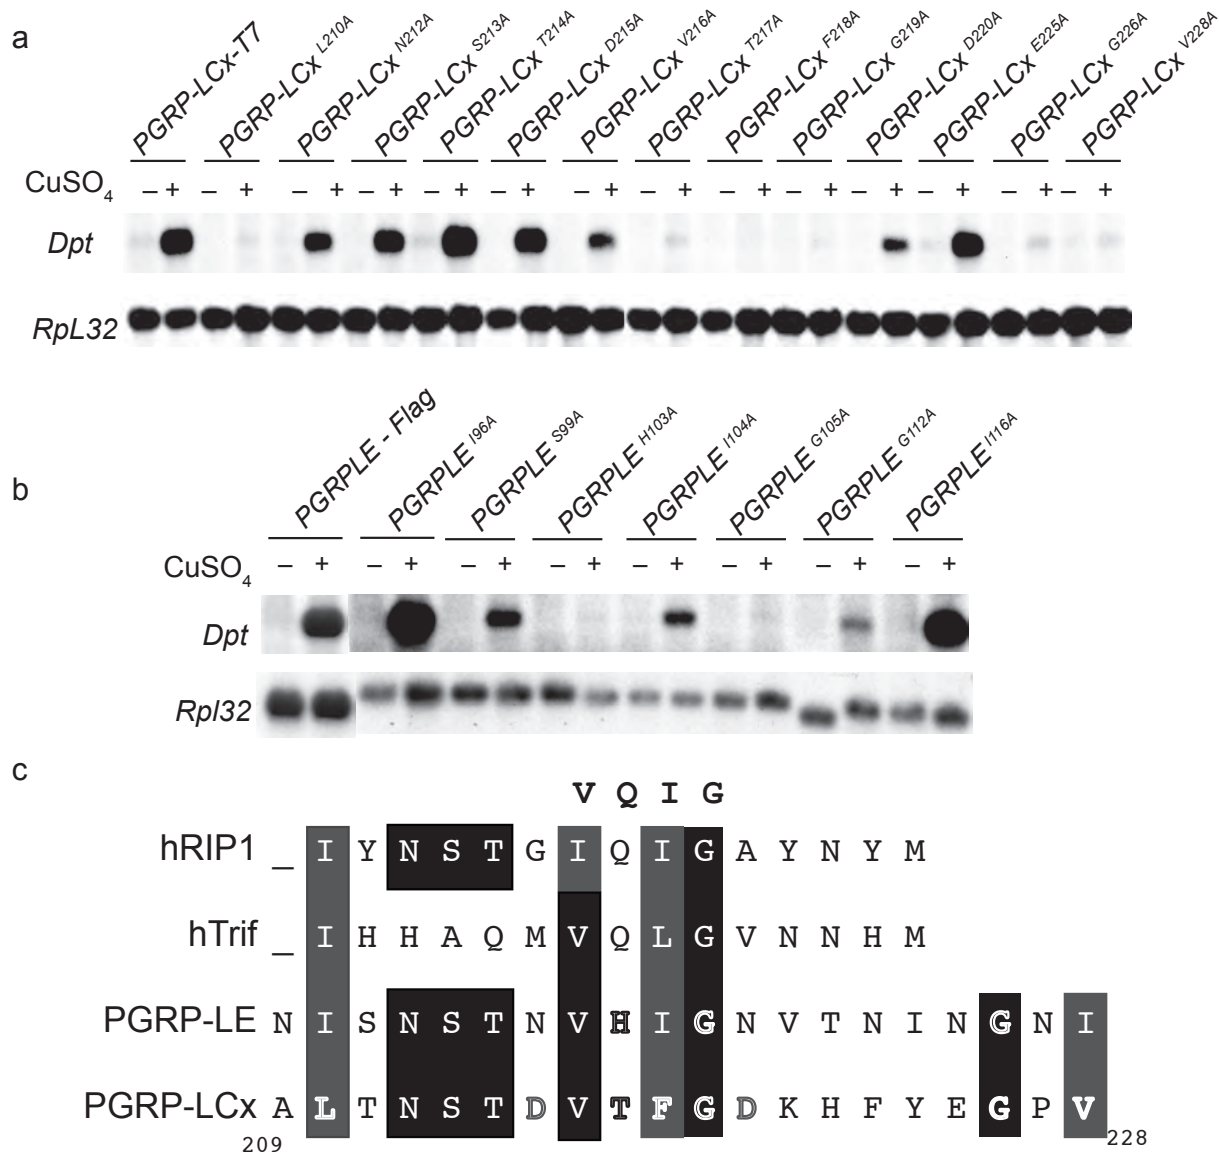 a
PGRP-LCx-T7 PGRP-LCx L210A PGRP-LCx N212A PGRP-LCx S213A PGRP-LCx T214A PGRP-LCx D215A PGRP-LCx V216A PGRP-LCx T217A PGRP-LCx F218A PGRP-LCx G219A PGRP-LCx D220A PGRP-LCx E225A PGRP-LCx G226A PGRP-LCx V228A
CuSO4 – + – + – + – + – + – + – + – + – + – + – + – + – + – +
Dpt
RpL32
b
PGRPLE - Flag PGRPLE I96A PGRPLE S99A PGRPLE H103A PGRPLE I104A PGRPLE G105A PGRPLE G112A PGRPLE I116A
CuSO4 – + – + – + – + – + – + – + – +
Dpt
Rpl32
c
V Q I G
hRIP1 _ I Y N S T G I Q I G A Y N Y M
hTrif _ I H H A Q M V Q L G V N N H M
PGRP-LE N I S N S T N V H I G N V T N I N G N I
PGRP-LCx A L T N S T D V T F G D K H F Y E G P V
209 228